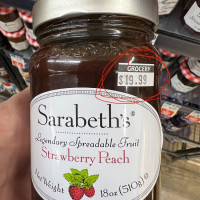 GROCERY
$19.99
Sarabeth's®
Legendary Spreadable Fruit
Strawberry Peach
Net Weight 18oz (510g)